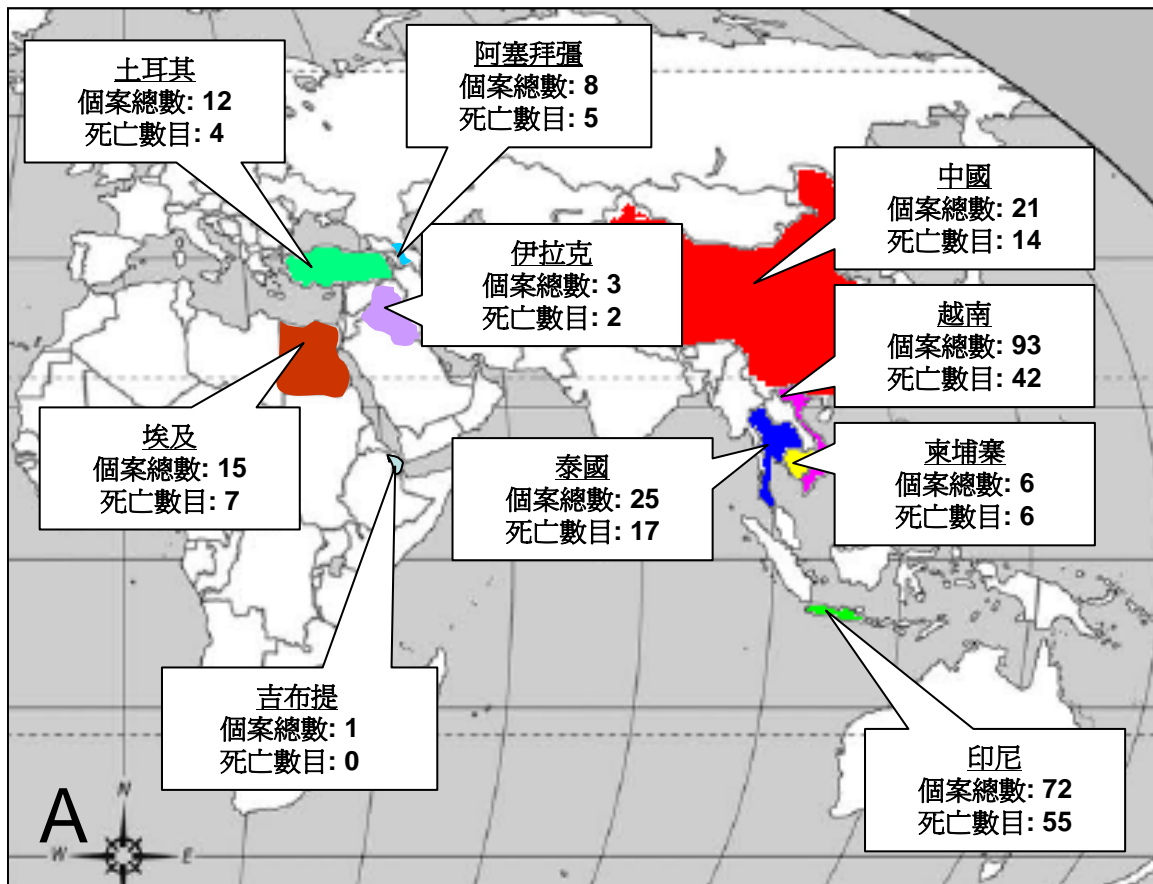 土耳其
個案總數: 12
死亡數目: 4
阿塞拜彊
個案總數: 8
死亡數目: 5
中國
個案總數: 21
死亡數目: 14
伊拉克
個案總數: 3
死亡數目: 2
越南
個案總數: 93
死亡數目: 42
埃及
個案總數: 15
死亡數目: 7
泰國
個案總數: 25
死亡數目: 17
柬埔寨
個案總數: 6
死亡數目: 6
吉布提
個案總數: 1
死亡數目: 0
印尼
個案總數: 72
死亡數目: 55
A
N
W
E